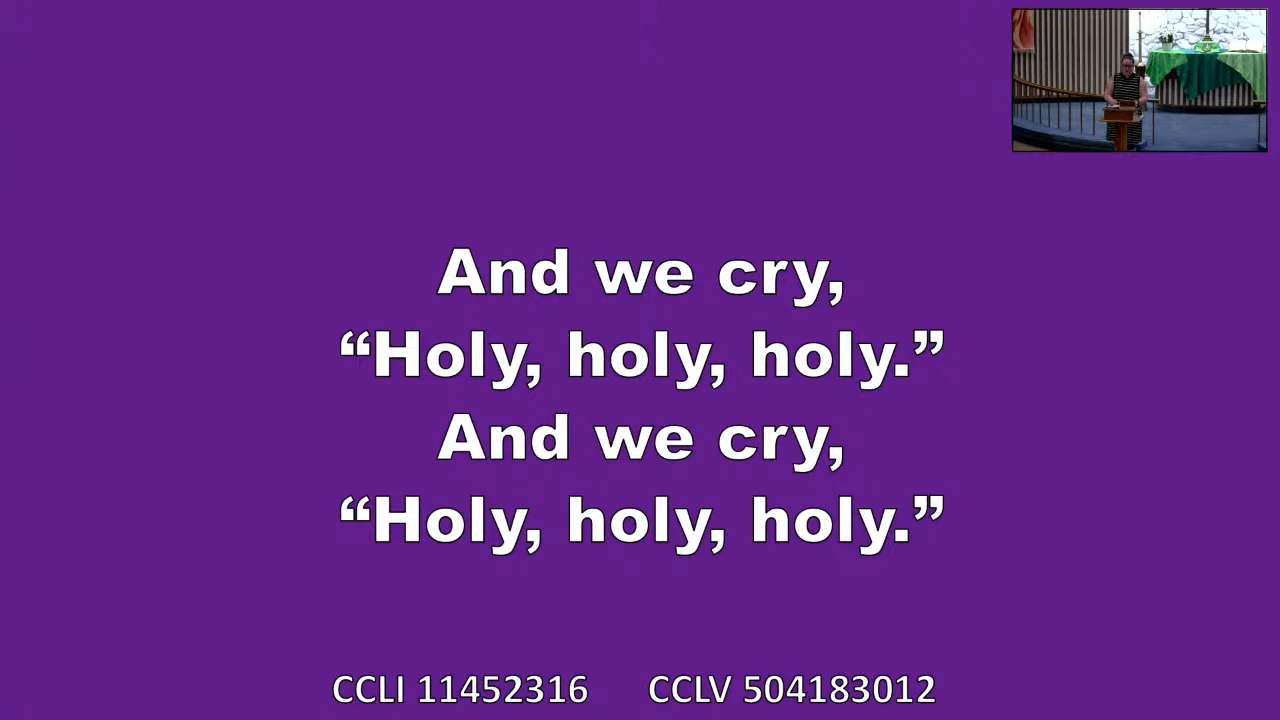 And we cry,
“Holy, holy, holy.”
And we cry,
“Holy, holy, holy.”
CCLI 11452316 CCLV 504183012